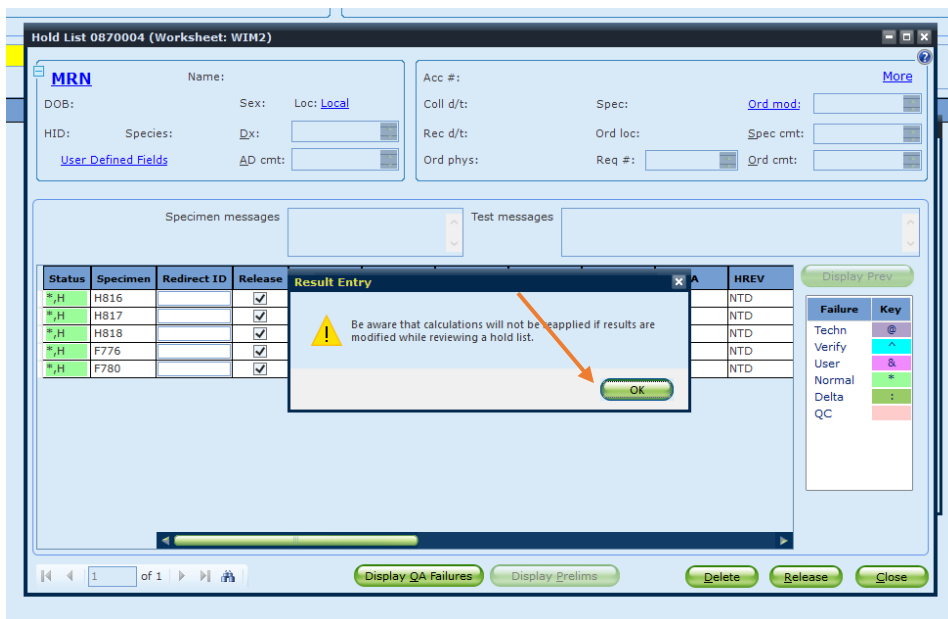 Hold List 0870004 (Worksheet: WIM2)
MRN Name: Acc #: More
DOB: Sex: Loc: Local Coll d/t: Spec: Ord mod:
HID: Species: Dx: Rec d/t: Ord loc: Spec cmt:
User Defined Fields AD cmt: Ord phys: Req #: Ord cmt:
Specimen messages Test messages
Status Specimen Redirect ID Release A HREV Display Prev
*,H H816 NTD
*,H H817 NTD
*,H H818 NTD
*,H F776 NTD
*,H F780 NTD
Result Entry
Be aware that calculations will not be reapplied if results are
modified while reviewing a hold list.
OK
Failure Key
Techn @
Verify ^
User &
Normal *
Delta :
QC
1 of 1 Display QA Failures Display Prelims Delete Release Close